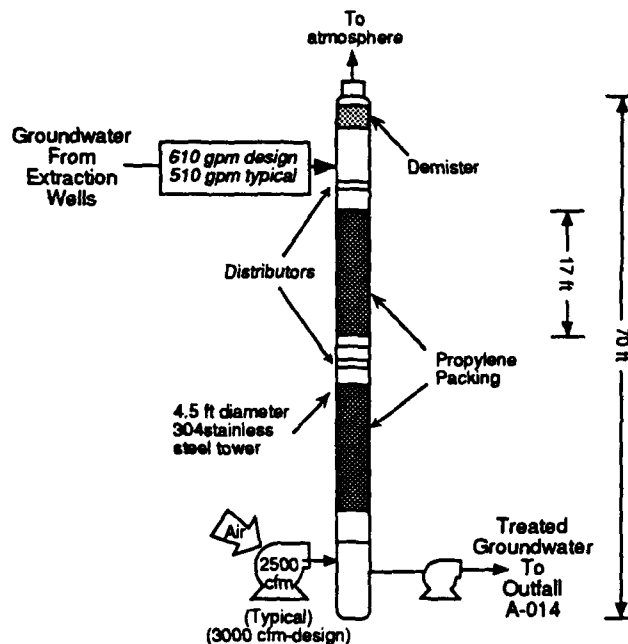 To
atmosphere
Groundwater
From
Extraction
Wells
610 gpm design
510 gpm typical
Demister
Distributors
17 ft
70 ft
Propylene
Packing
4.5 ft diameter
304stainless
steel tower
Air
2500
cfm
(Typical)
(3000 cfm-design)
Treated
Groundwater
To
Outfall
A-014